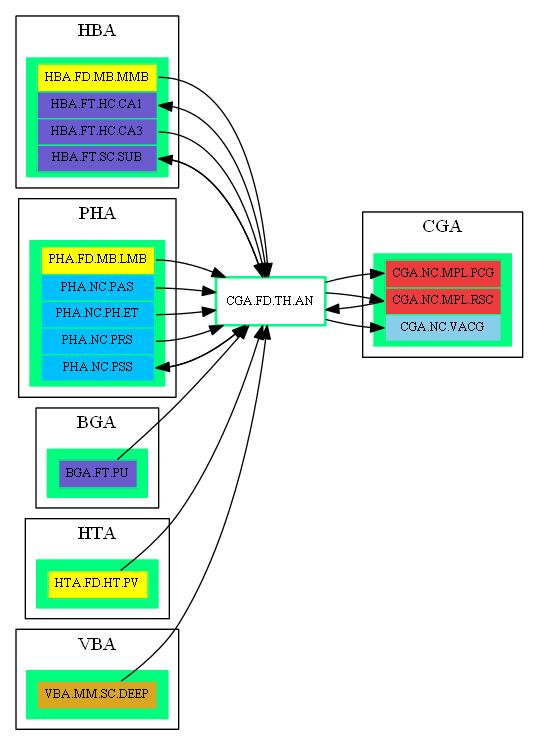 HBA
HBA.FD.MB.MMB
HBA.FT.HC.CA1
HBA.FT.HC.CA3
HBA.FT.SC.SUB
PHA
PHA.FD.MB.LMB
PHA.NC.PAS
PHA.NC.PH.ET
PHA.NC.PRS
PHA.NC.PSS
BGA
BGA.FT.PU
HTA
HTA.FD.HT.PV
VBA
VBA.MM.SC.DEEP
CGA.FD.TH.AN
CGA
CGA.NC.MPL.PCG
CGA.NC.MPL.RSC
CGA.NC.VACG